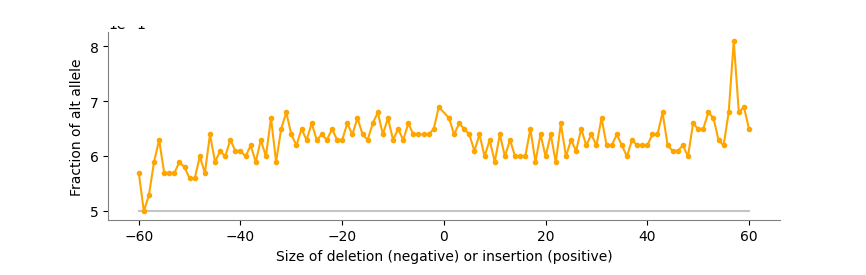 8
7
6
5
Fraction of alt allele
−60 −40 −20 0 20 40 60
Size of deletion (negative) or insertion (positive)